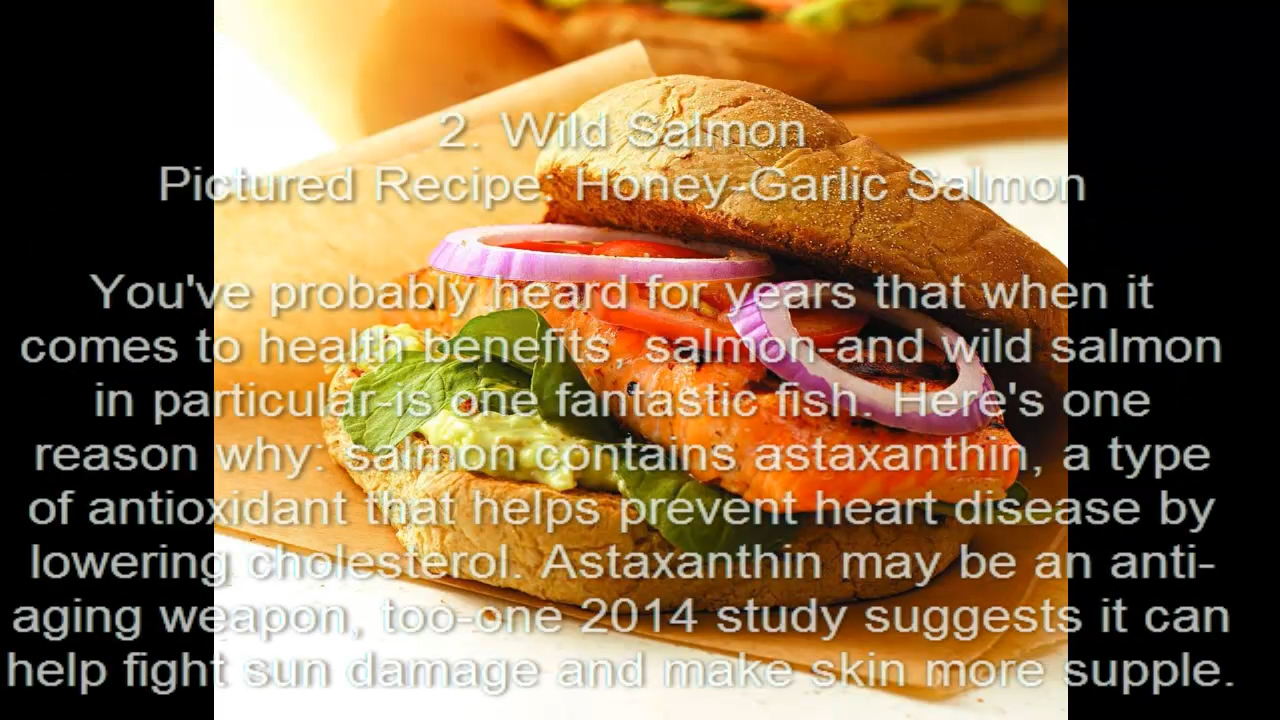 2. Wild Salmon
Pictured Recipe: Honey-Garlic Salmon
You've probably heard for years that when it
comes to health benefits, salmon-and wild salmon
in particular-is one fantastic fish. Here's one
reason why: salmon contains astaxanthin, a type
of antioxidant that helps prevent heart disease by
lowering cholesterol. Astaxanthin may be an anti-
aging weapon, too-one 2014 study suggests it can
help fight sun damage and make skin more supple.